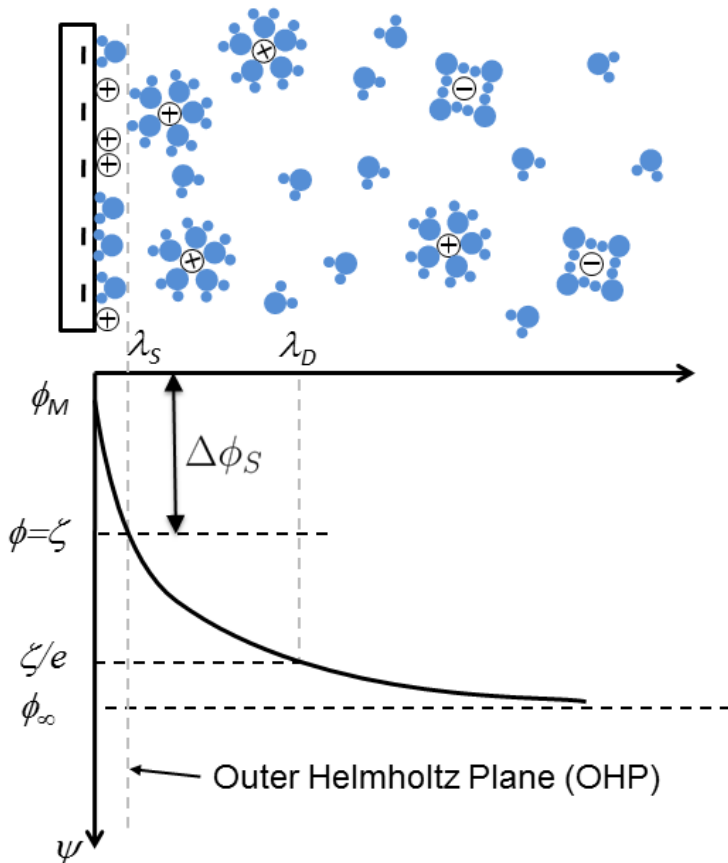 λS λD
ϕM
ΔϕS
ϕ=ζ
ζ/e
ϕ∞
Outer Helmholtz Plane (OHP)
ψ